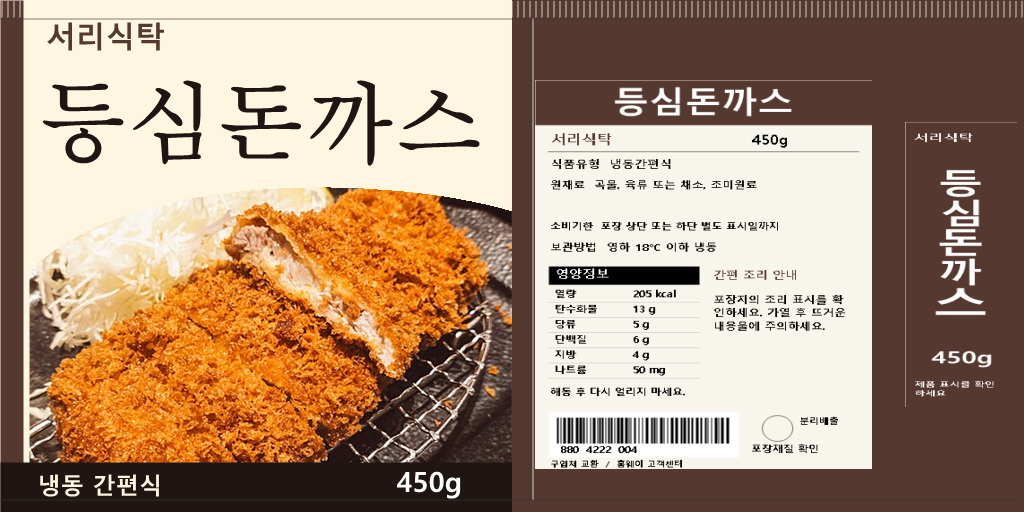 서리식탁
등심돈까스
냉동 간편식
450g
등심돈까스
서리식탁
450g
식품유형 냉동간편식
원재료 곡물, 육류 또는 채소, 조미원료
소비기한 포장 상단 또는 하단 별도 표시일까지
보관방법 영하 18℃ 이하 냉동
영양정보
열량 205 kcal
탄수화물 13 g
당류 5 g
단백질 6 g
지방 4 g
나트륨 50 mg
간편 조리 안내
포장지의 조리 표시를 확
인하세요. 가열 후 뜨거운
내용물에 주의하세요.
해동 후 다시 얼리지 마세요.
880 4222 004
분리배출
포장재질 확인
구입처 교환 / 홈웨이 고객센터
서리식탁
등심돈까스
450g
제품 표시를 확인
하세요